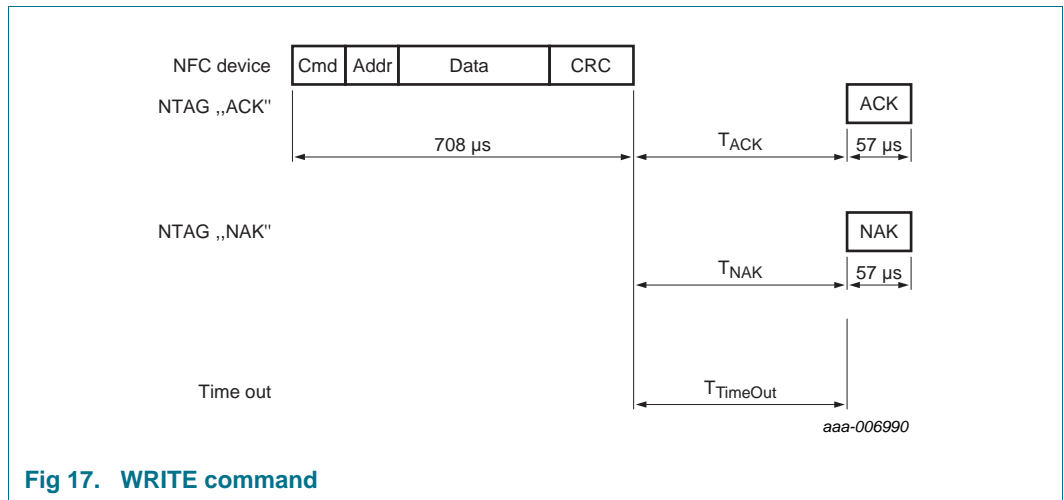 NFC device Cmd Addr Data CRC
NTAG ,,ACK" ACK
708 µs TACK 57 µs
NTAG ,,NAK" NAK
TNAK 57 µs
Time out TTimeOut
aaa-006990
Fig 17. WRITE command